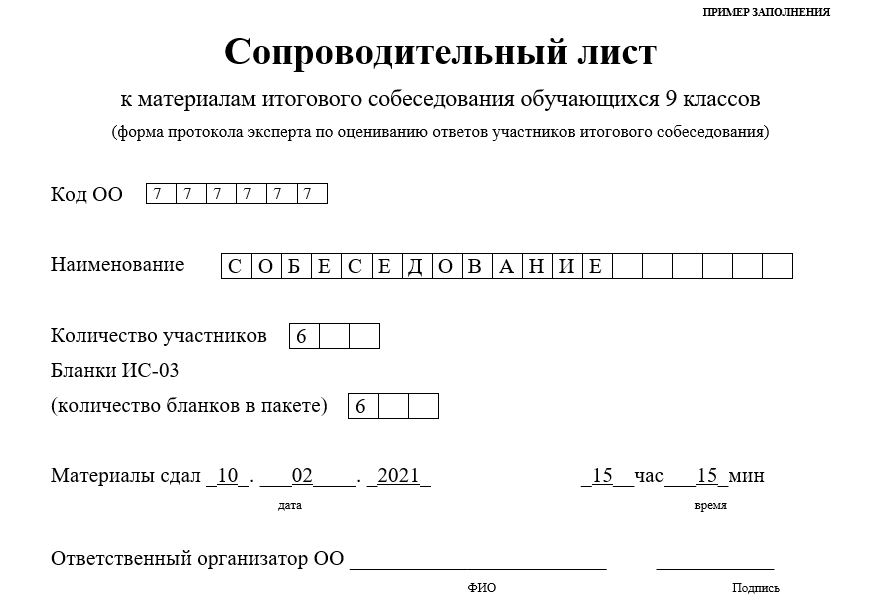 ПРИМЕР ЗАПОЛНЕНИЯ
Сопроводительный лист
к материалам итогового собеседования обучающихся 9 классов
(форма протокола эксперта по оцениванию ответов участников итогового собеседования)
Код ОО 7 7 7 7 7 7
Наименование С О Б Е С Е Д О В А Н И Е
Количество участников 6
Бланки ИС-03
(количество бланков в пакете) 6
Материалы сдал _10_. ___02____. _2021_ _15__час___15_мин
дата время
Ответственный организатор ОО ________________________ ___________
ФИО Подпись